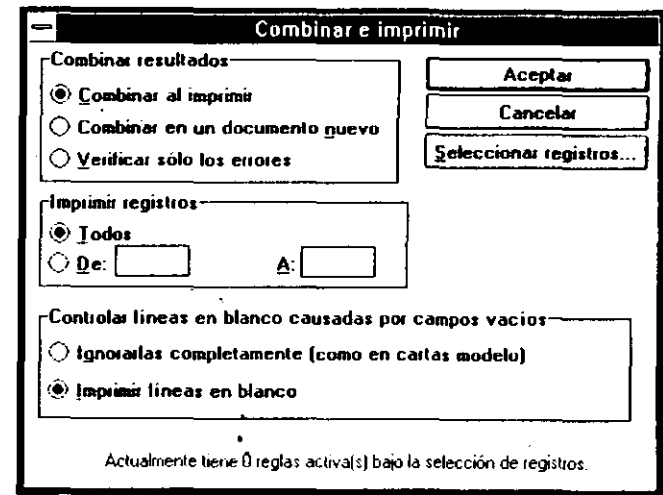 Combinar e imprimir
Combinar resultados
Combinar al imprimir
Combinar en un documento nuevo
Verificar sólo los errores
Aceptar
Cancelar
Seleccionar registros...
Imprimir registros
Todos
De:
A:
Controlar líneas en blanco causadas por campos vacíos
Ignorarlas completamente (como en cartas modelo)
Imprimir líneas en blanco
Actualmente tiene 0 reglas activa(s) bajo la selección de registros.